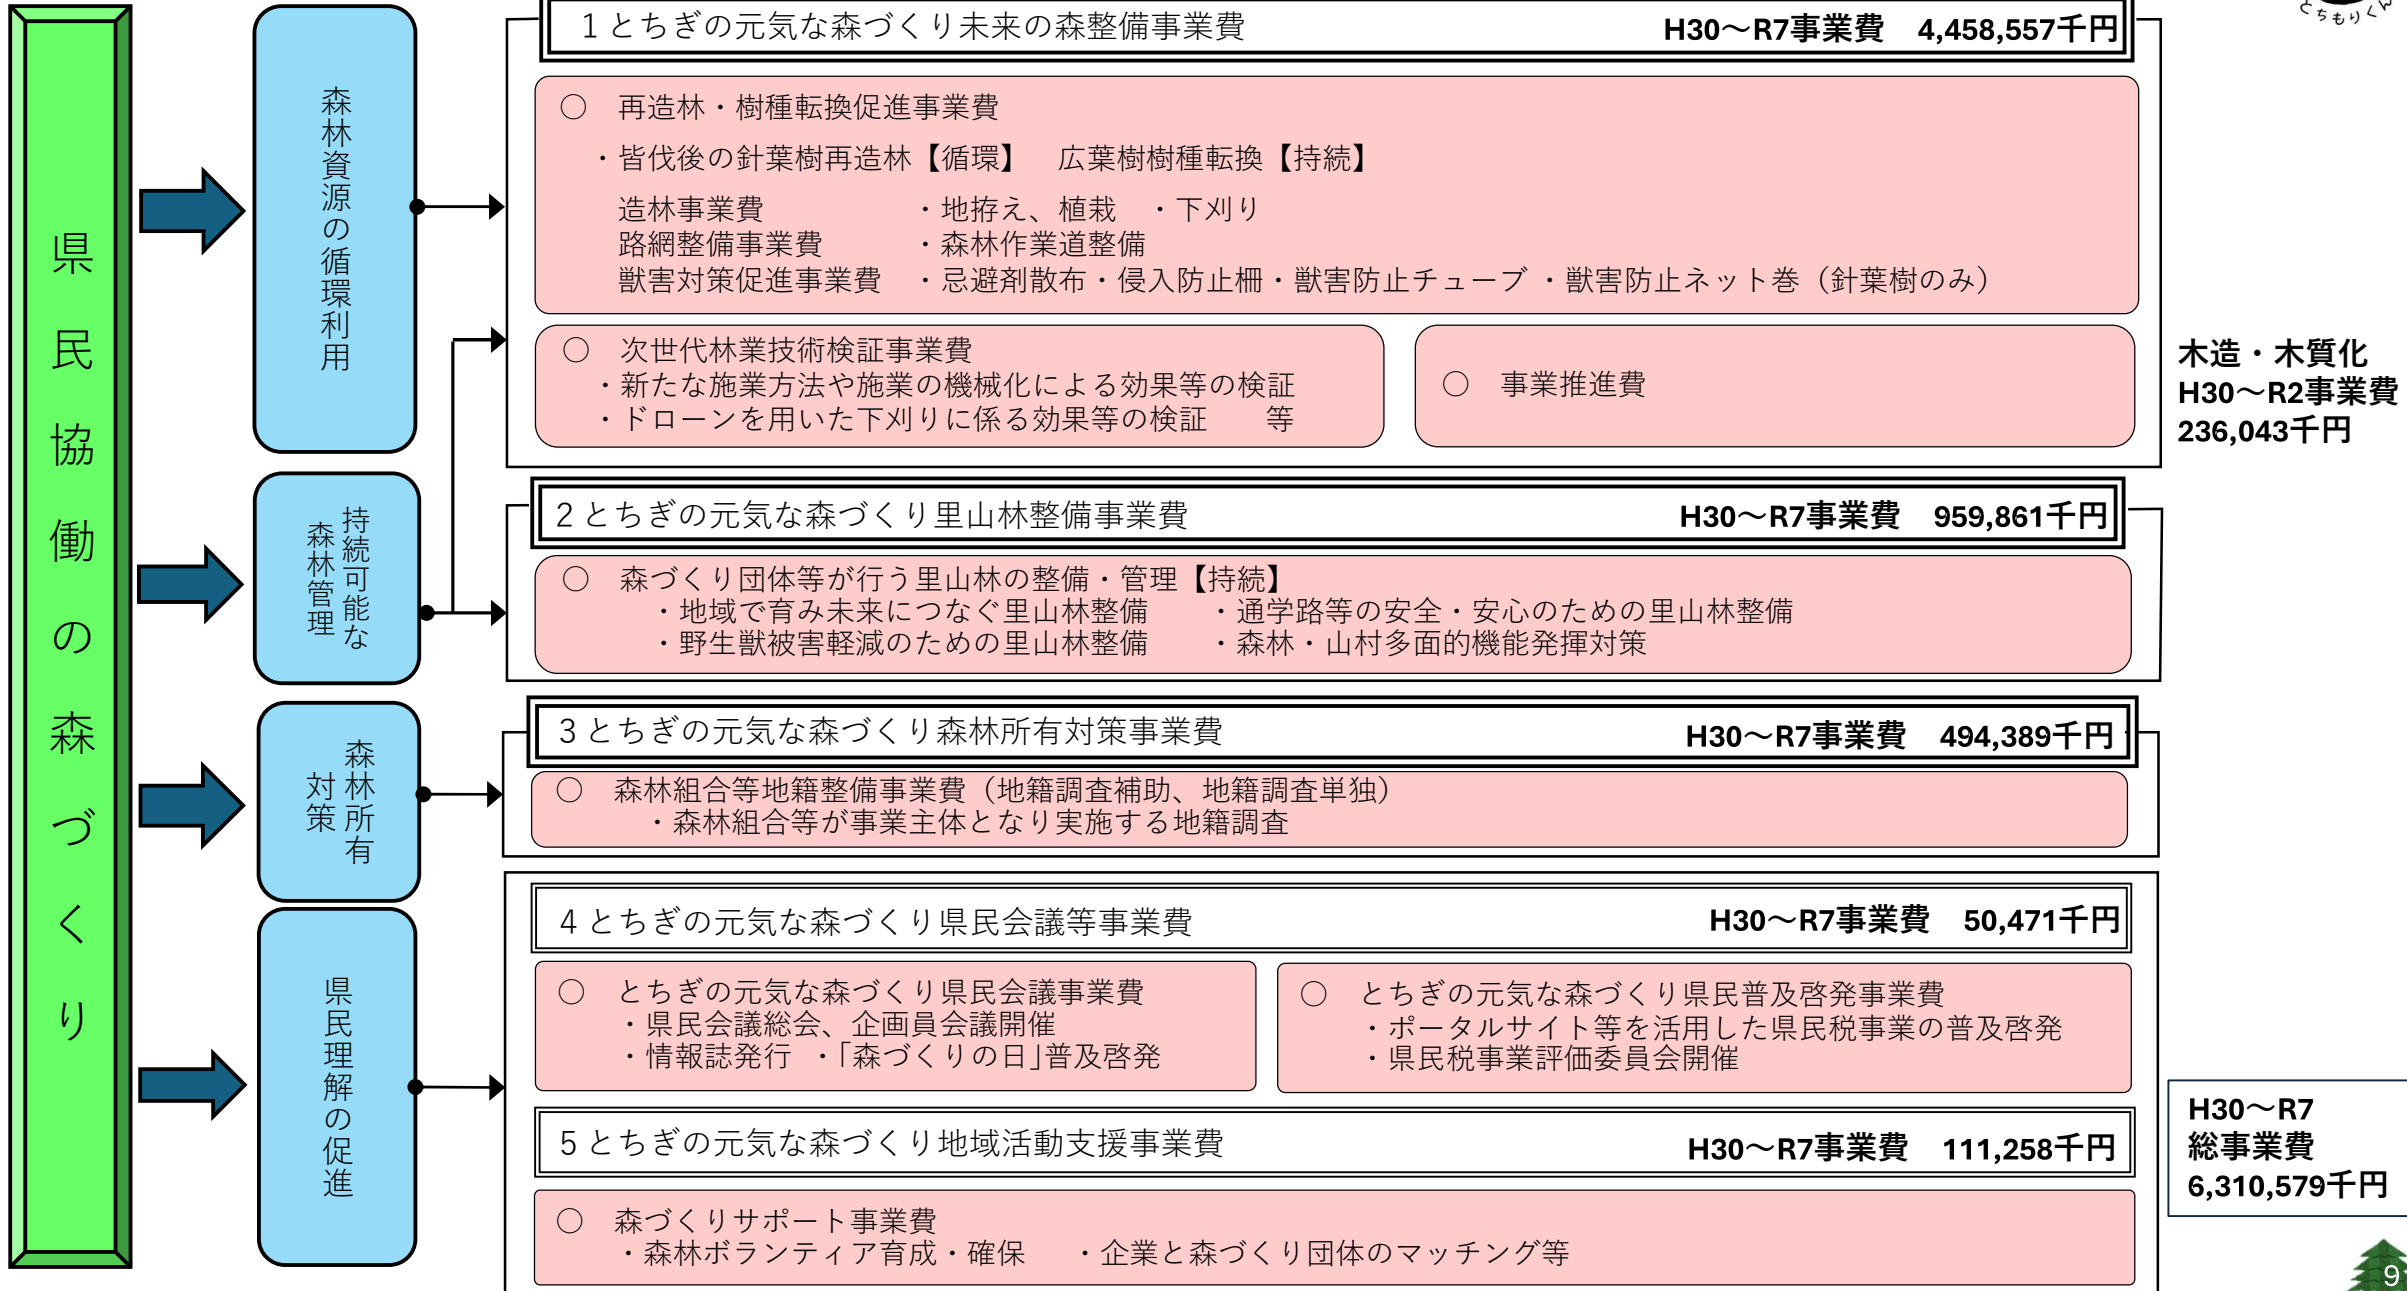 とちもりくん
県民協働の森づくり
森林資源の循環利用
1とちぎの元気な森づくり未来の森整備事業費 H30～R7事業費 4,458,557千円
○ 再造林・樹種転換促進事業費
・皆伐後の針葉樹再造林【循環】 広葉樹樹種転換【持続】
造林事業費 ・地拵え、植栽 ・下刈り
路網整備事業費 ・森林作業道整備
獣害対策促進事業費 ・忌避剤散布・侵入防止柵・獣害防止チューブ ・獣害防止ネット巻（針葉樹のみ）
○ 次世代林業技術検証事業費
・新たな施業方法や施業の機械化による効果等の検証
・ドローンを用いた下刈りに係る効果等の検証 等
○ 事業推進費
木造・木質化
H30～R2事業費
236,043千円
持続可能な
森林管理
2とちぎの元気な森づくり里山林整備事業費 H30～R7事業費 959,861千円
○ 森づくり団体等が行う里山林の整備・管理【持続】
・地域で育み未来につなぐ里山林整備 ・通学路等の安全・安心のための里山林整備
・野生獣被害軽減のための里山林整備 ・森林・山村多面的機能発揮対策
森林所有
対策
3とちぎの元気な森づくり森林所有対策事業費 H30～R7事業費 494,389千円
○ 森林組合等地籍整備事業費（地籍調査補助、地籍調査単独）
・森林組合等が事業主体となり実施する地籍調査
県民理解の促進
4とちぎの元気な森づくり県民会議等事業費 H30～R7事業費 50,471千円
○ とちぎの元気な森づくり県民会議事業費
・県民会議総会、企画員会議開催
・情報誌発行 ・「森づくりの日」普及啓発
○ とちぎの元気な森づくり県民普及啓発事業費
・ポータルサイト等を活用した県民税事業の普及啓発
・県民税事業評価委員会開催
5とちぎの元気な森づくり地域活動支援事業費 H30～R7事業費 111,258千円
○ 森づくりサポート事業費
・森林ボランティア育成・確保 ・企業と森づくり団体のマッチング等
H30～R7
総事業費
6,310,579千円
9